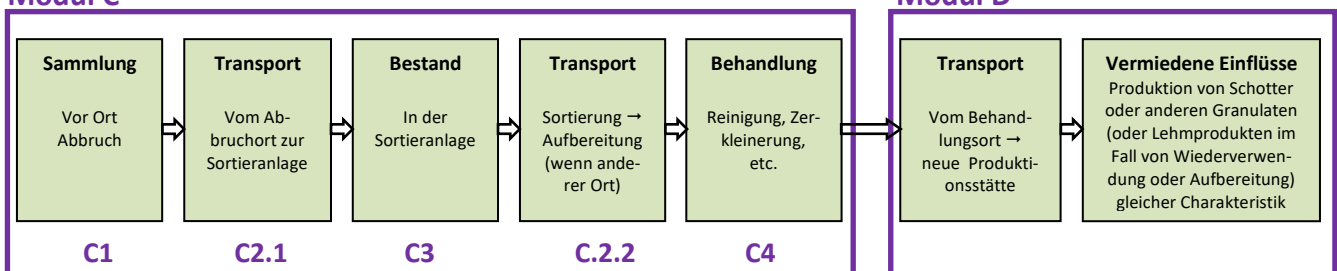 Modul C
Modul D
Sammlung
Vor Ort
Abbruch
Transport
Vom Ab-
bruchort zur
Sortieranlage
Bestand
In der
Sortieranlage
Transport
Sortierung →
Aufbereitung
(wenn ande-
rer Ort)
Behandlung
Reinigung, Zer-
kleinerung,
etc.
Transport
Vom Behand-
lungsort →
neue Produkti-
onsstätte
Vermiedene Einflüsse
Produktion von Schotter
oder anderen Granulaten
(oder Lehmprodukten im
Fall von Wiederverwen-
dung oder Aufbereitung)
gleicher Charakteristik
C1
C2.1
C3
C.2.2
C4